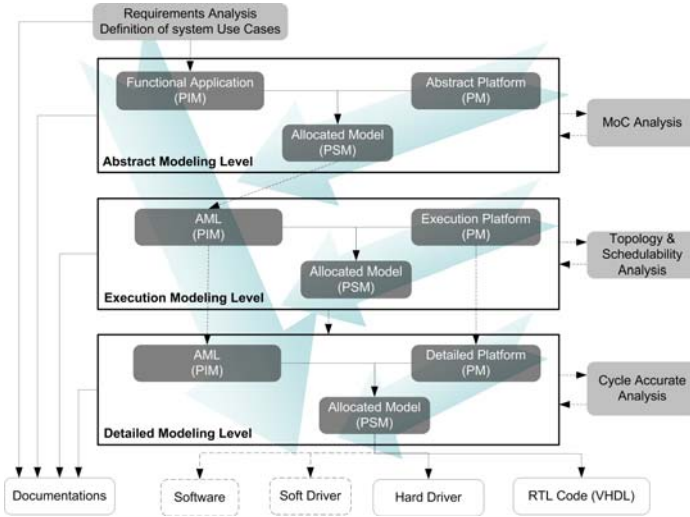 Requirements Analysis
Definition of system Use Cases
Functional Application
(PIM)
Abstract Platform
(PM)
Allocated Model
(PSM)
Abstract Modeling Level
MoC Analysis
AML
(PIM)
Execution Platform
(PM)
Allocated Model
(PSM)
Execution Modeling Level
Topology &
Schedulability
Analysis
AML
(PIM)
Detailed Platform
(PM)
Allocated Model
(PSM)
Detailed Modeling Level
Cycle Accurate
Analysis
Documentations
Software
Soft Driver
Hard Driver
RTL Code (VHDL)